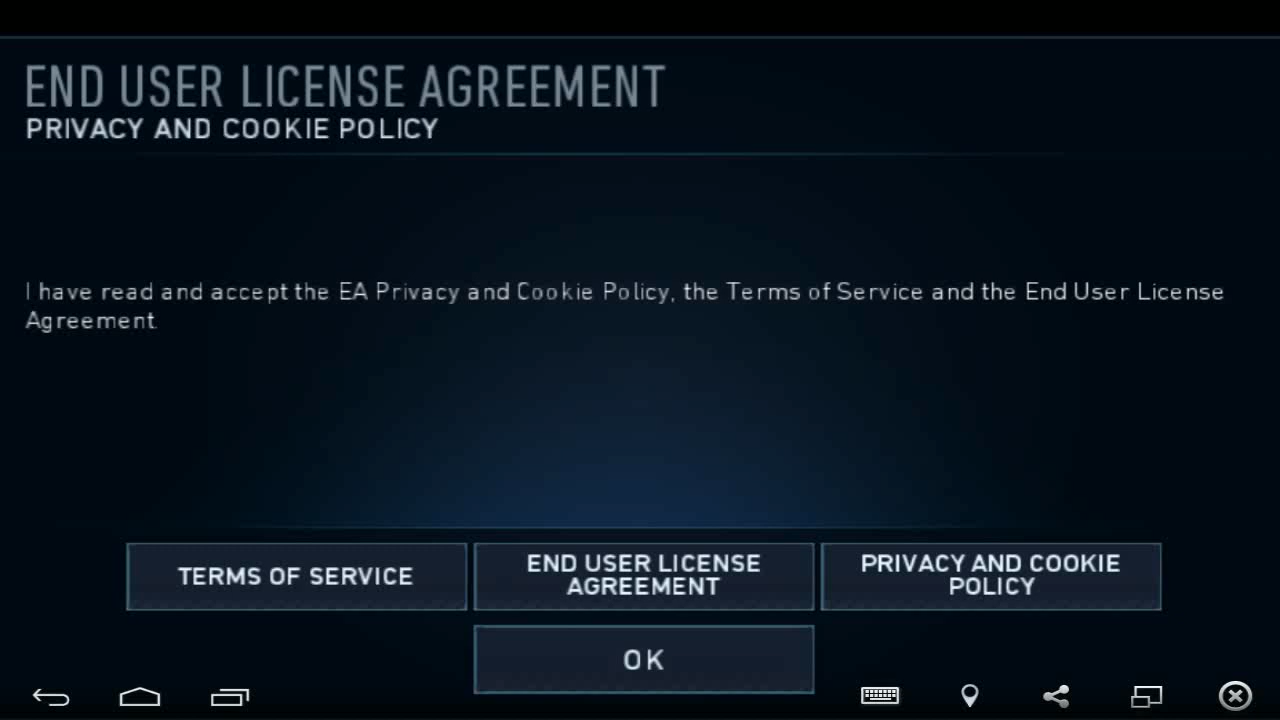 END USER LICENSE AGREEMENT
PRIVACY AND COOKIE POLICY
I have read and accept the EA Privacy and Cookie Policy, the Terms of Service and the End User License
Agreement.
TERMS OF SERVICE
END USER LICENSE
AGREEMENT
PRIVACY AND COOKIE
POLICY
OK